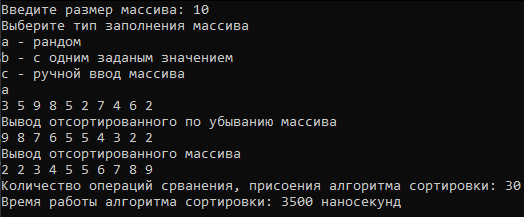 Введите размер массива: 10
Выберите тип заполнения массива
a - рандом
b - с одним заданым значением
c - ручной ввод массива
a
3 5 9 8 5 2 7 4 6 2
Вывод отсортированного по убыванию массива
9 8 7 6 5 5 4 3 2 2
Вывод отсортированного массива
2 2 3 4 5 5 6 7 8 9
Количество операций срванения, присоения алгоритма сортировки: 30
Время работы алгоритма сортировки: 3500 наносекунд